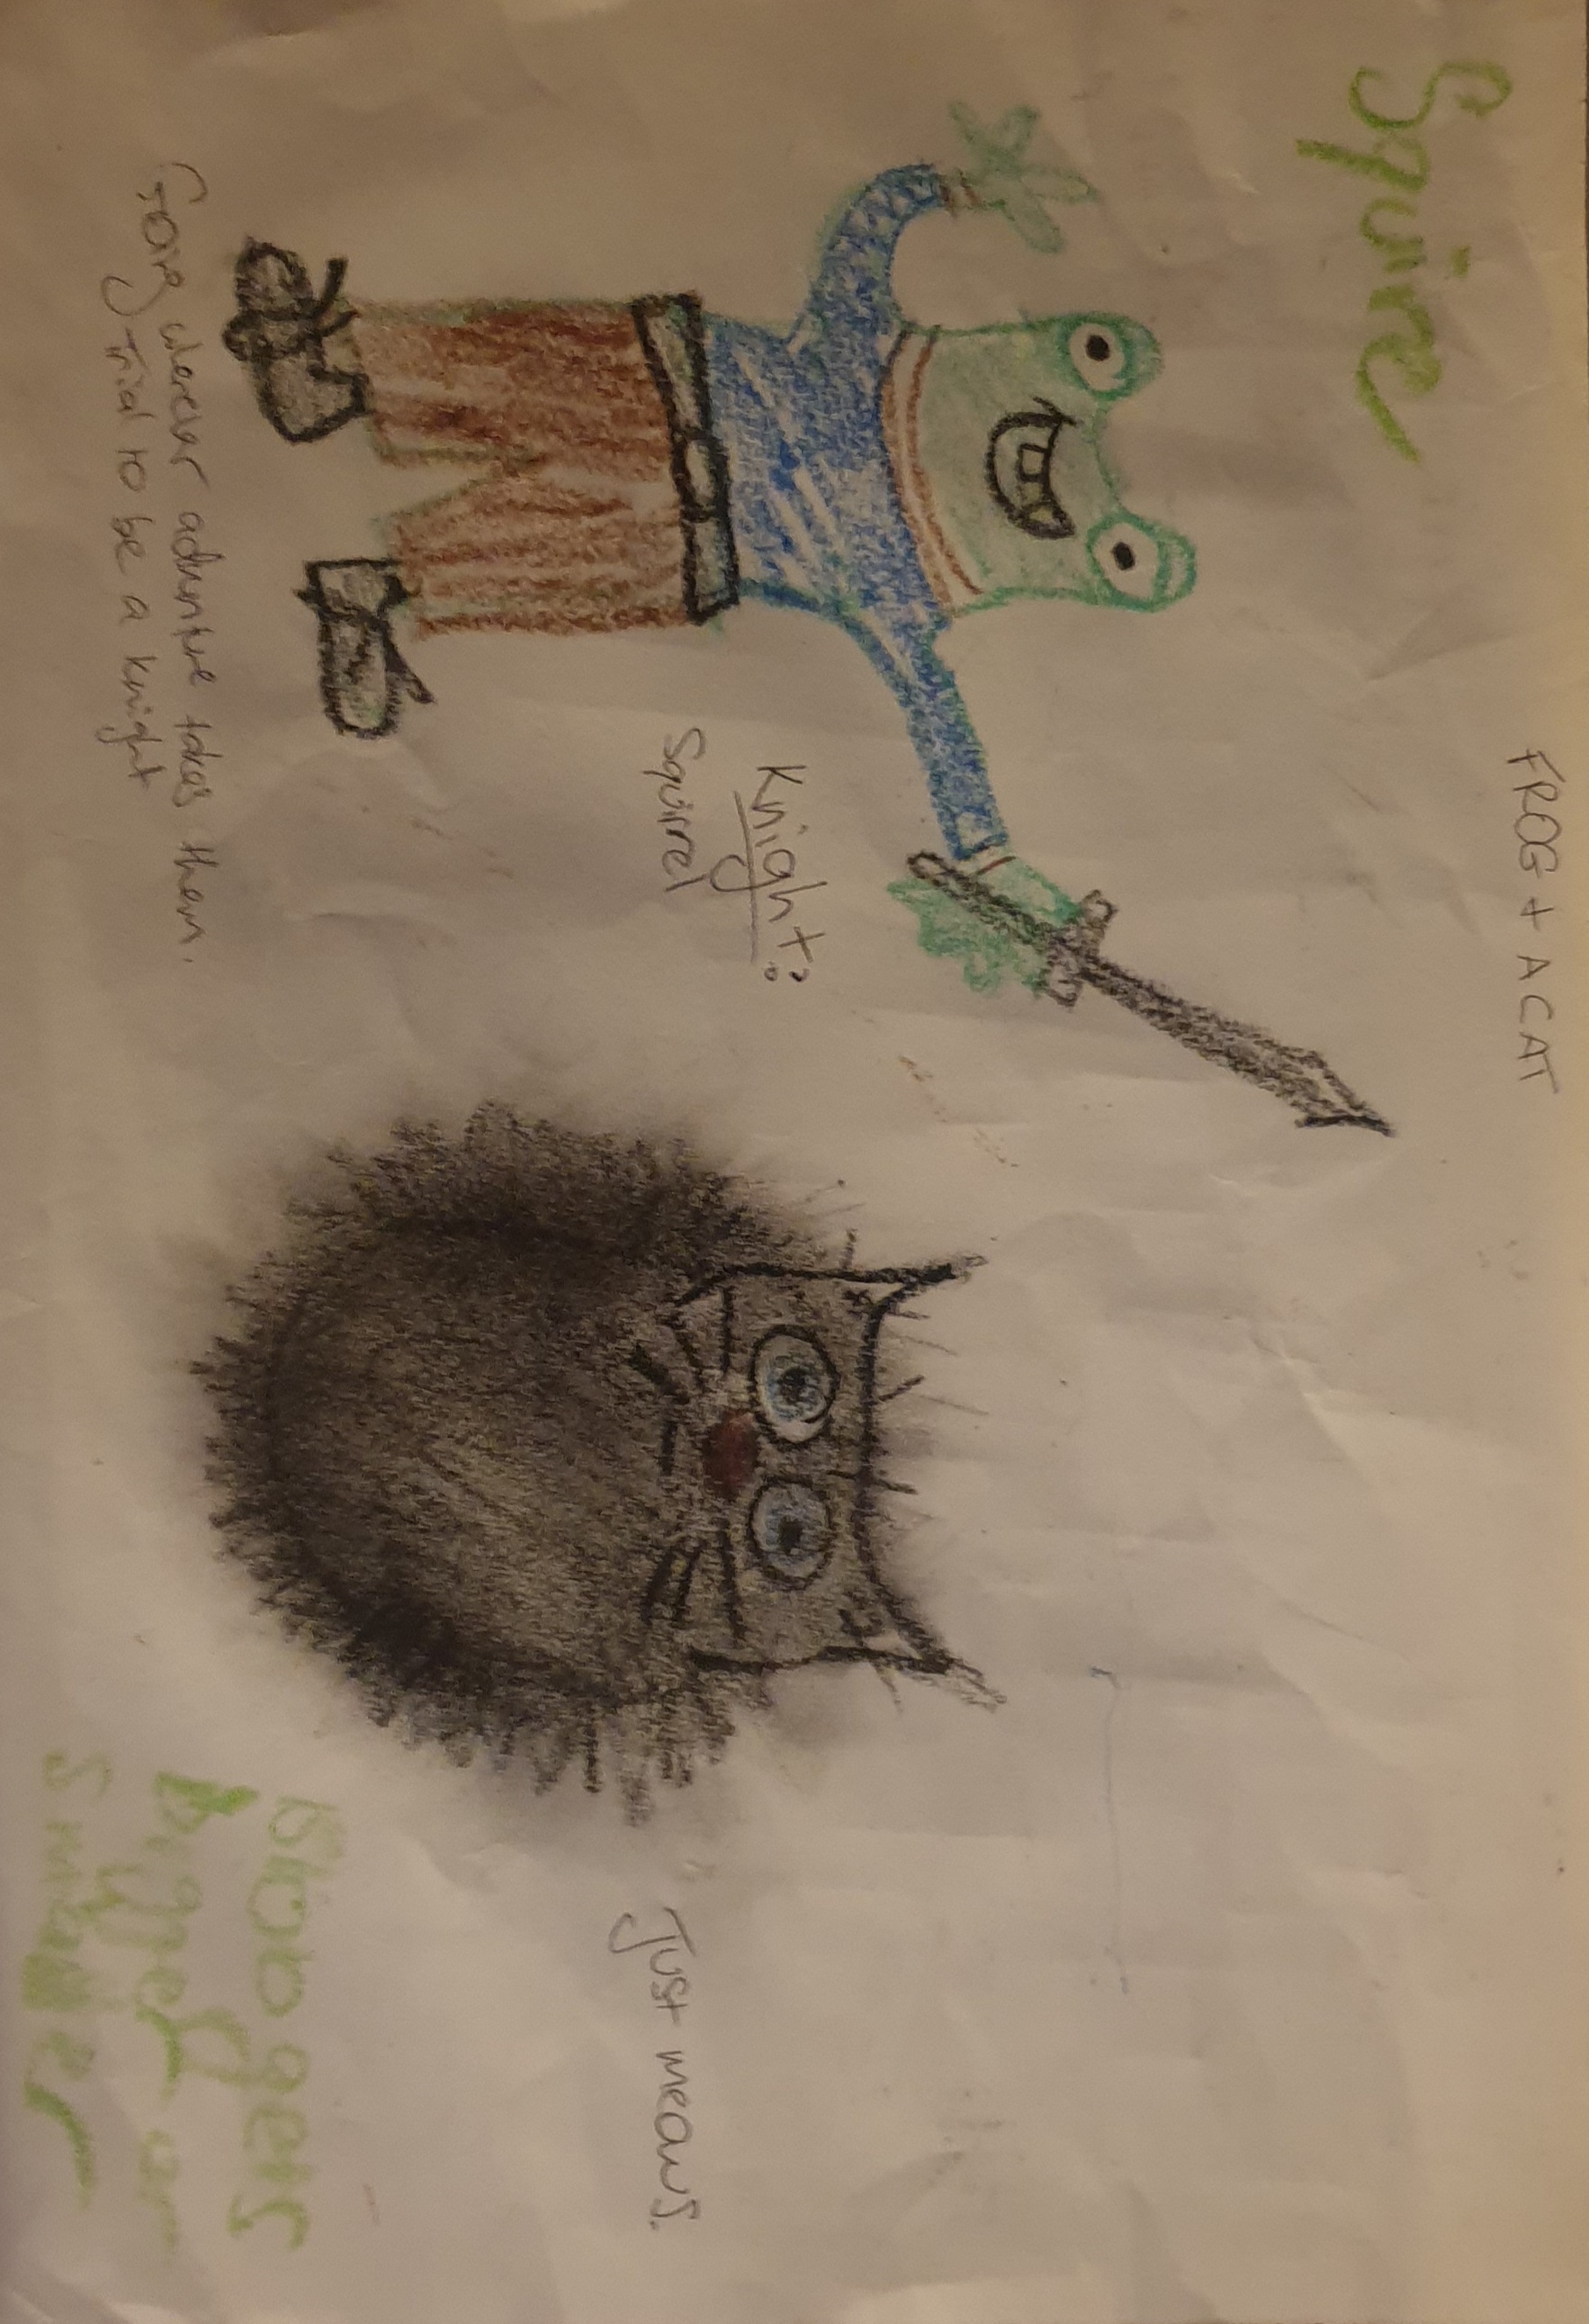 FROG + A CAT
Squire
Knight:
Squirrel
Just meows.
Going wherever adventure takes them.
Trial to be a knight
gets
Bigger or
Smaller